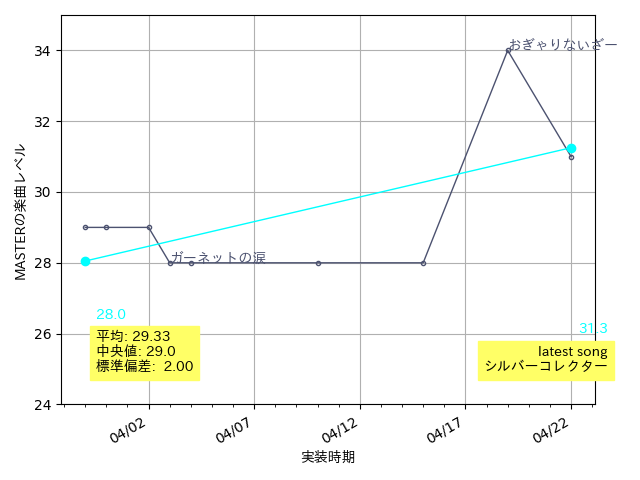 34
おぎゃりないざー
32
30
28
ガーネットの涙
26
24
MASTERの楽曲レベル
28.0
平均: 29.33
中央値: 29.0
標準偏差: 2.00
31.3
latest song
シルバーコレクター
04/02
04/07
04/12
04/17
04/22
実装時期